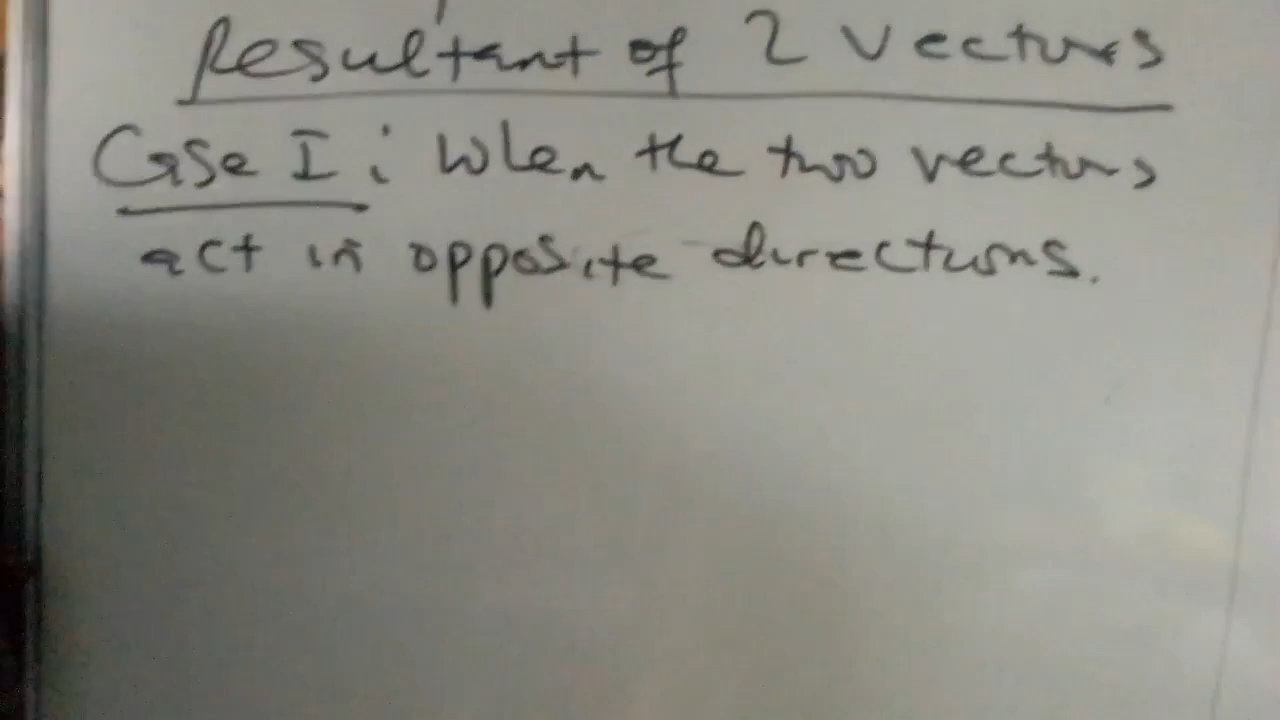 Resultant of 2 vectors
Case I: When the two vectors
act in opposite directions.